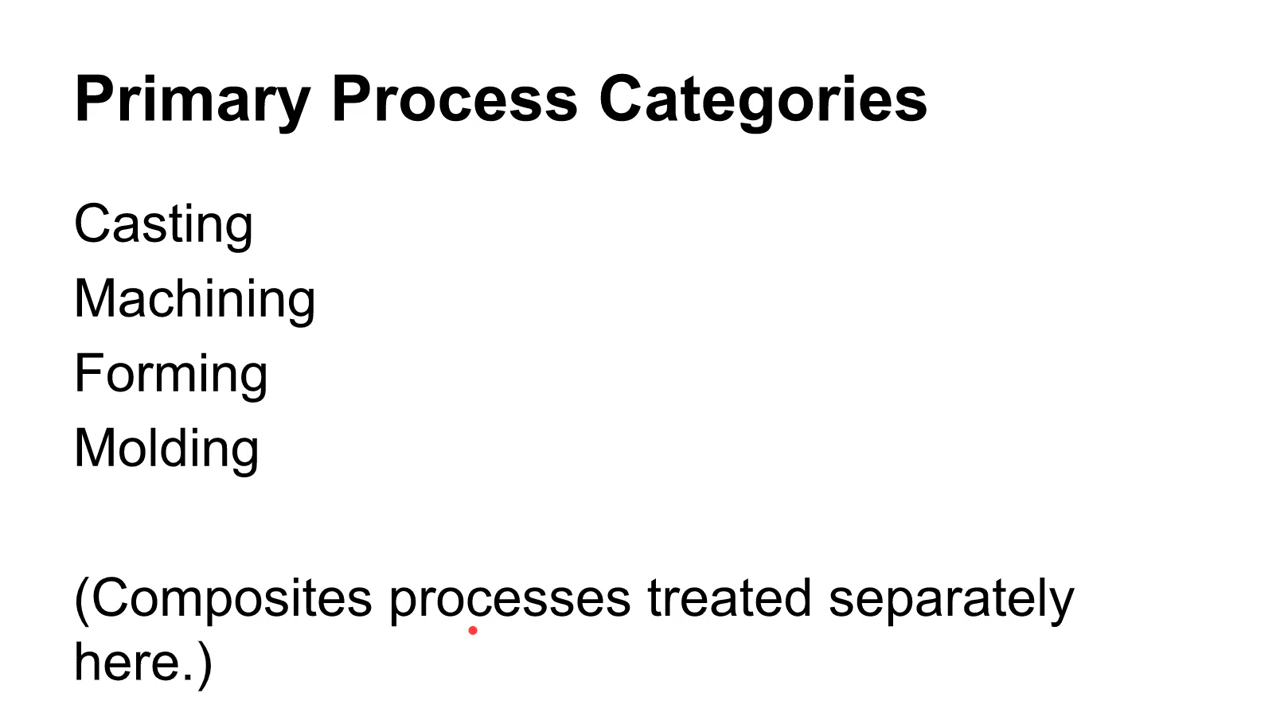 Primary Process Categories
Casting
Machining
Forming
Molding
(Composites processes treated separately
here.)